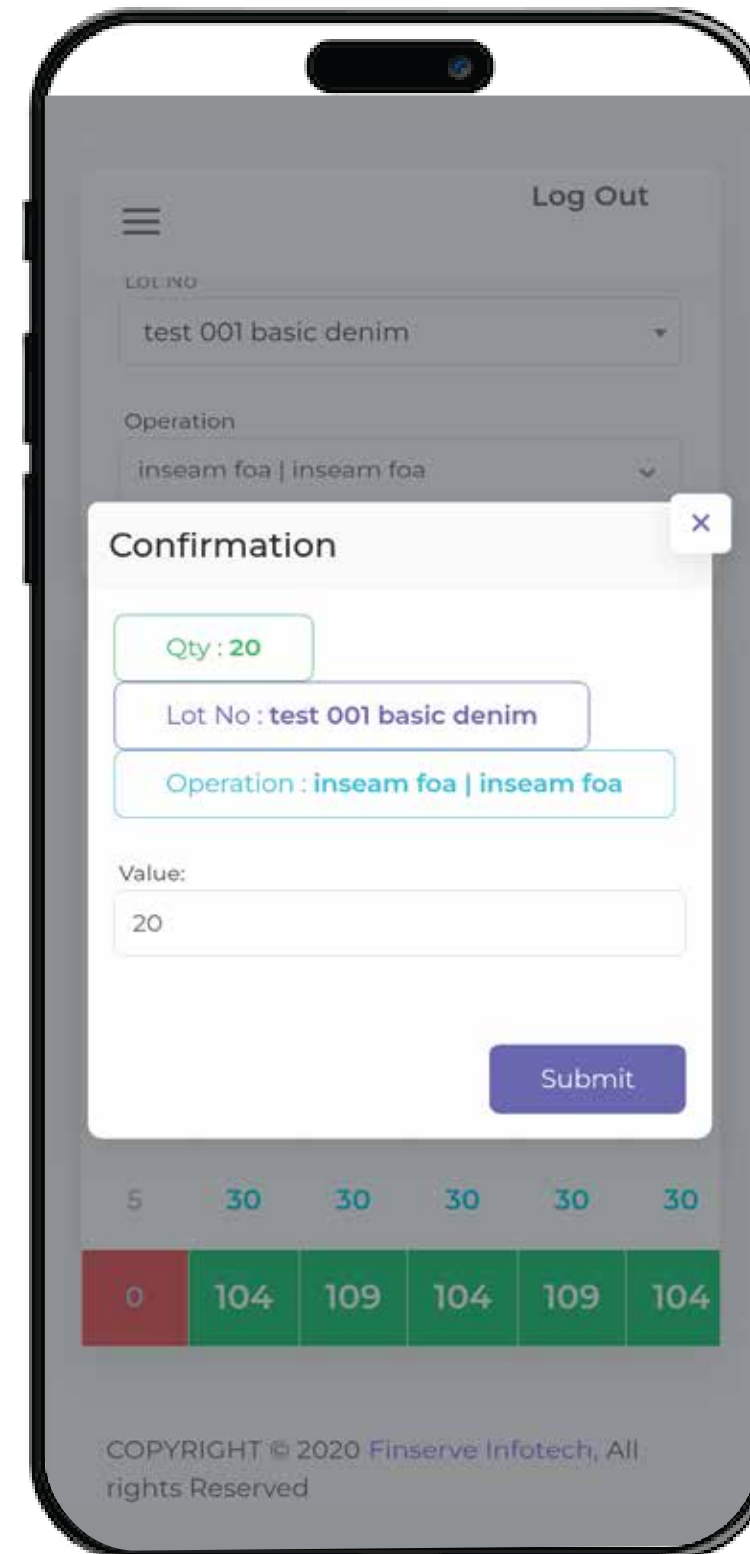 Log Out
Lot No
test 001 basic denim
Operation
inseam foa | inseam foa
Confirmation
Qty : 20
Lot No : test 001 basic denim
Operation : inseam foa | inseam foa
Value:
20
Submit
5 30 30 30 30 30
0 104 109 104 109 104
COPYRIGHT © 2020 Finserve Infotech, All
rights Reserved